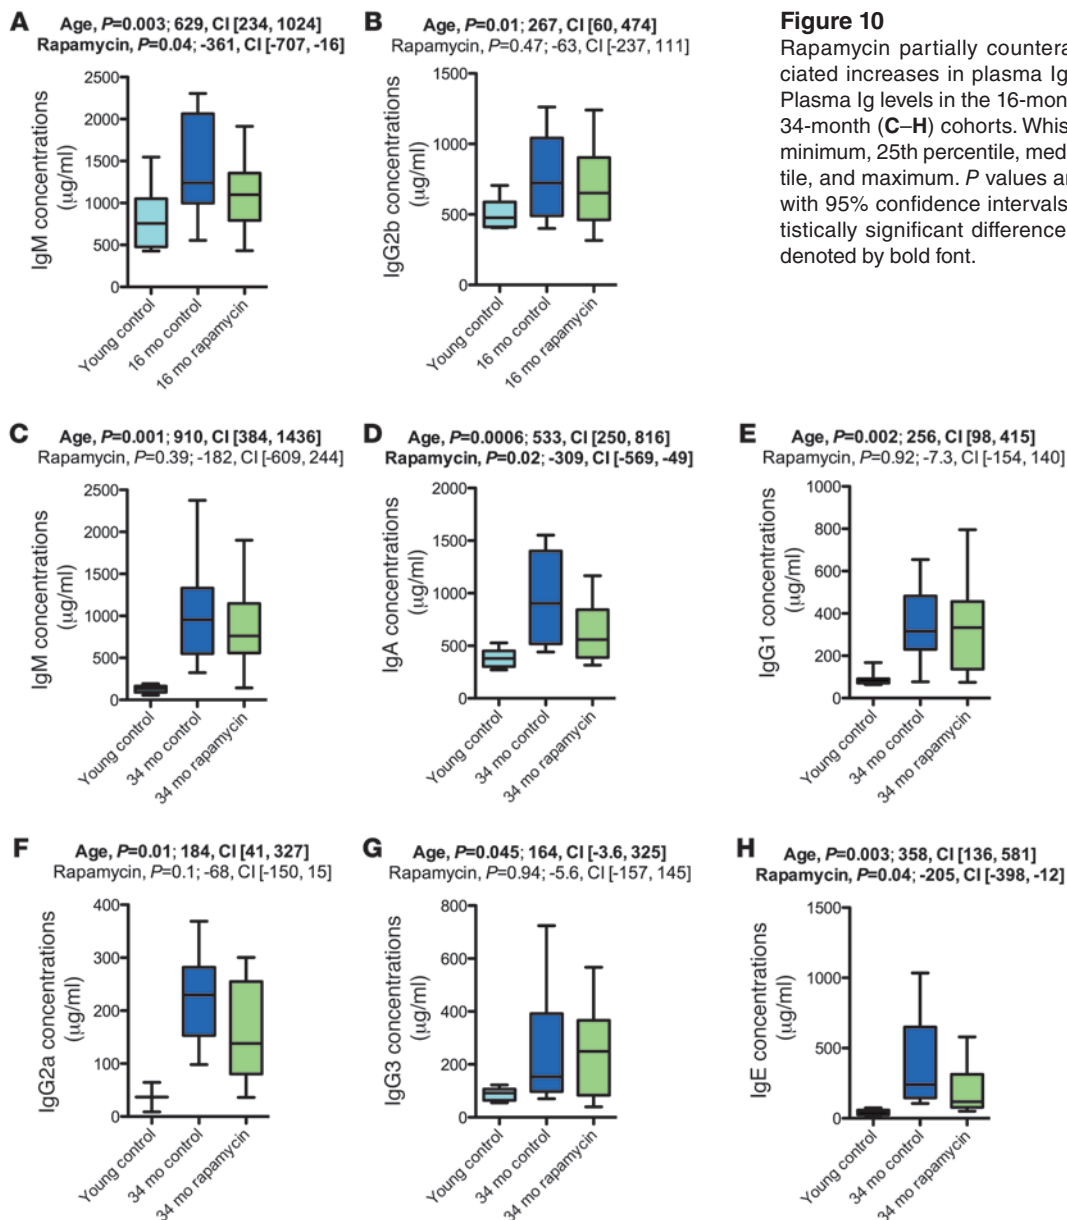 A
Age, P=0.003; 629, CI [234, 1024]
Rapamycin, P=0.04; -361, CI [-707, -16]
IgM concentrations
(μg/ml)
2500
2000
1500
1000
500
0
Young control
16 mo control
16 mo rapamycin
B
Age, P=0.01; 267, CI [60, 474]
Rapamycin, P=0.47; -63, CI [-237, 111]
IgG2b concentrations
(μg/ml)
1500
1000
500
0
Young control
16 mo control
16 mo rapamycin
Figure 10
Rapamycin partially countera
ciated increases in plasma Ig
Plasma Ig levels in the 16-mon
34-month (C–H) cohorts. Whis
minimum, 25th percentile, med
tile, and maximum. P values ar
with 95% confidence intervals
tistically significant difference
denoted by bold font.
C
Age, P=0.001; 910, CI [384, 1436]
Rapamycin, P=0.39; -182, CI [-609, 244]
IgM concentrations
(μg/ml)
2500
2000
1500
1000
500
0
Young control
34 mo control
34 mo rapamycin
D
Age, P=0.0006; 533, CI [250, 816]
Rapamycin, P=0.02; -309, CI [-569, -49]
IgA concentrations
(μg/ml)
2000
1500
1000
500
0
Young control
34 mo control
34 mo rapamycin
E
Age, P=0.002; 256, CI [98, 415]
Rapamycin, P=0.92; -7.3, CI [-154, 140]
IgG1 concentrations
(μg/ml)
1000
800
600
400
200
0
Young control
34 mo control
34 mo rapamycin
F
Age, P=0.01; 184, CI [41, 327]
Rapamycin, P=0.1; -68, CI [-150, 15]
IgG2a concentrations
(μg/ml)
400
300
200
100
0
Young control
34 mo control
34 mo rapamycin
G
Age, P=0.045; 164, CI [-3.6, 325]
Rapamycin, P=0.94; -5.6, CI [-157, 145]
IgG3 concentrations
(μg/ml)
800
600
400
200
0
Young control
34 mo control
34 mo rapamycin
H
Age, P=0.003; 358, CI [136, 581]
Rapamycin, P=0.04; -205, CI [-398, -12]
IgE concentrations
(μg/ml)
1500
1000
500
0
Young control
34 mo control
34 mo rapamycin